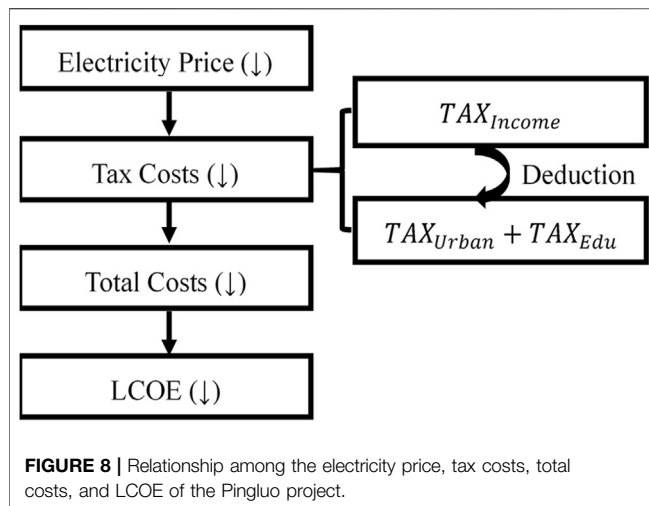 Electricity Price (↓)
Tax Costs (↓)
Total Costs (↓)
LCOE (↓)
TAX_Income
Deduction
TAX_Urban + TAX_Edu
FIGURE 8 | Relationship among the electricity price, tax costs, total
costs, and LCOE of the Pingluo project.